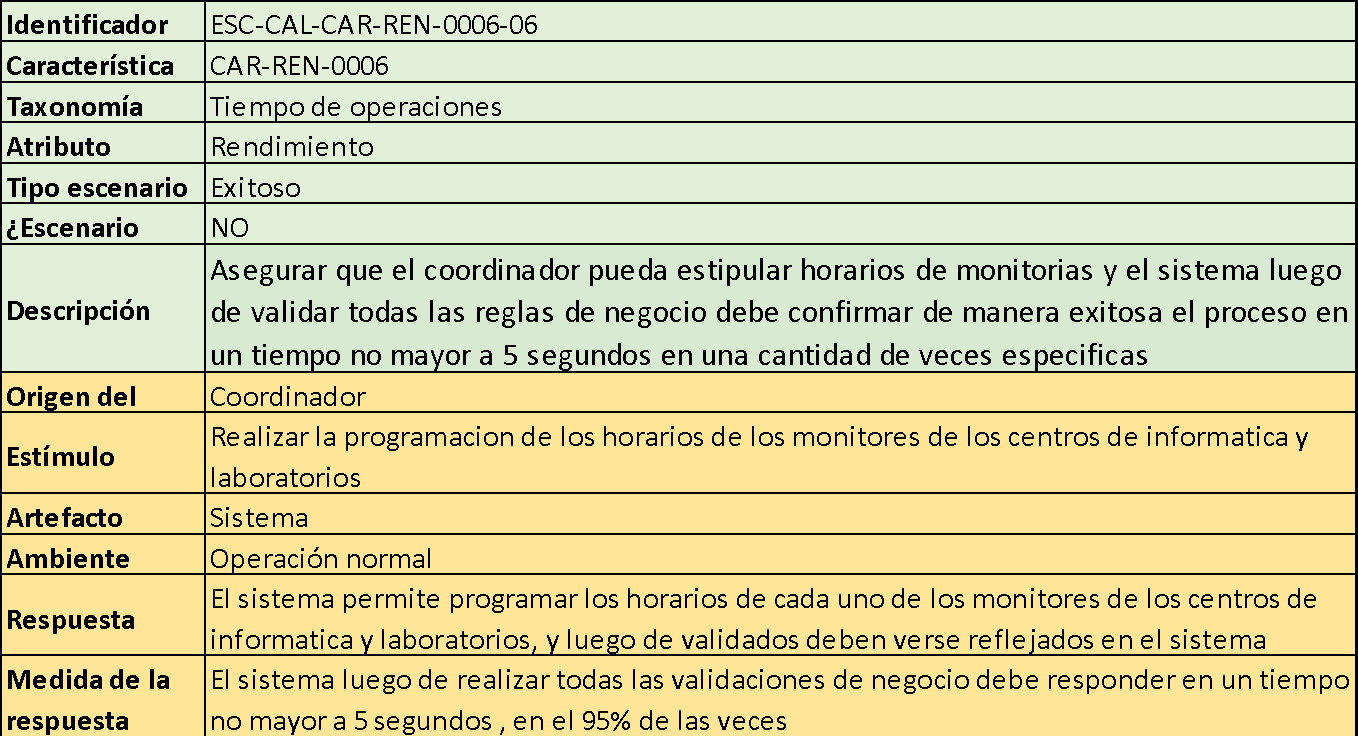 Identificador ESC-CAL-CAR-REN-0006-06
Característica CAR-REN-0006
Taxonomía Tiempo de operaciones
Atributo Rendimiento
Tipo escenario Exitoso
¿Escenario NO
Descripción
Asegurar que el coordinador pueda estipular horarios de monitorias y el sistema luego
de validar todas las reglas de negocio debe confirmar de manera exitosa el proceso en
un tiempo no mayor a 5 segundos en una cantidad de veces especificas
Origen del Coordinador
Estímulo
Realizar la programacion de los horarios de los monitores de los centros de informatica y
laboratorios
Artefacto Sistema
Ambiente Operación normal
Respuesta
El sistema permite programar los horarios de cada uno de los monitores de los centros de
informatica y laboratorios, y luego de validados deben verse reflejados en el sistema
Medida de la
respuesta
El sistema luego de realizar todas las validaciones de negocio debe responder en un tiempo
no mayor a 5 segundos , en el 95% de las veces